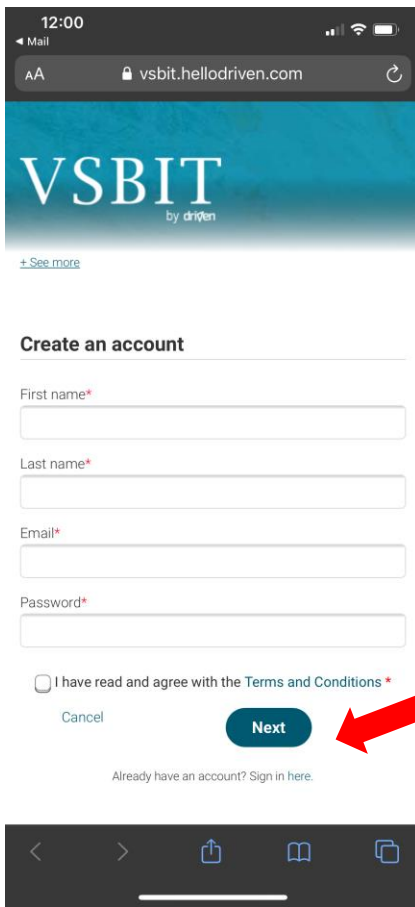 12:00
◀ Mail
AA vsbit.hellodriven.com
VSBIT
by driven
+ See more
Create an account
First name*
Last name*
Email*
Password*
I have read and agree with the Terms and Conditions *
Cancel Next
Already have an account? Sign in here.